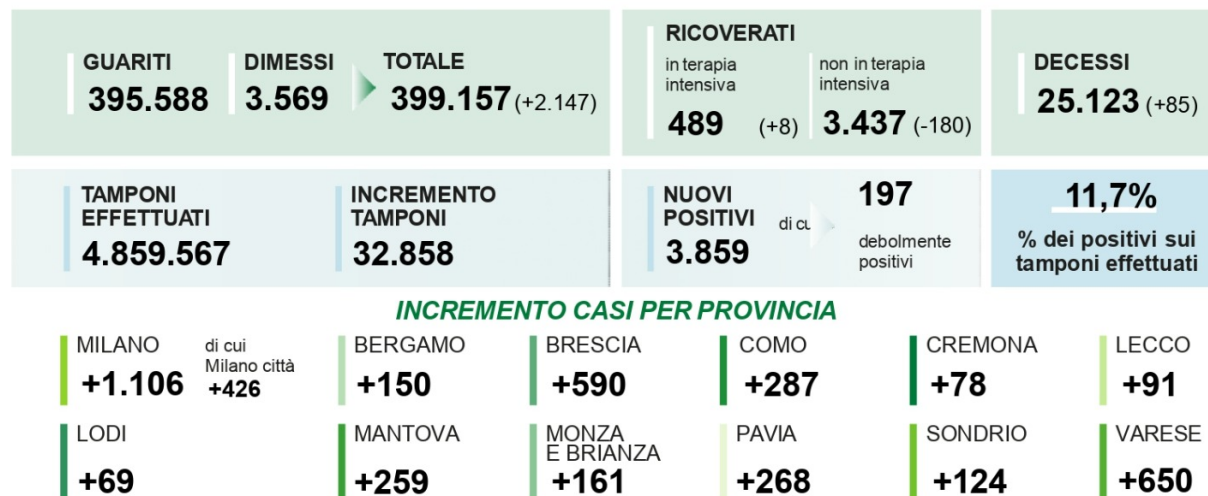 GUARITI
395.588
DIMESSI
3.569
TOTALE
399.157 (+2.147)
RICOVERATI
in terapia
intensiva
489 (+8)
non in terapia
intensiva
3.437 (-180)
DECESSI
25.123 (+85)
TAMPONI
EFFETTUATI
4.859.567
INCREMENTO
TAMPONI
32.858
NUOVI
POSITIVI
3.859
di cu
197
debolmente
positivi
11,7%
% dei positivi sui
tamponi effettuati
INCREMENTO CASI PER PROVINCIA
MILANO
+1.106
di cui
Milano città
+426
BERGAMO
+150
BRESCIA
+590
COMO
+287
CREMONA
+78
LECCO
+91
LODI
+69
MANTOVA
+259
MONZA
E BRIANZA
+161
PAVIA
+268
SONDRIO
+124
VARESE
+650